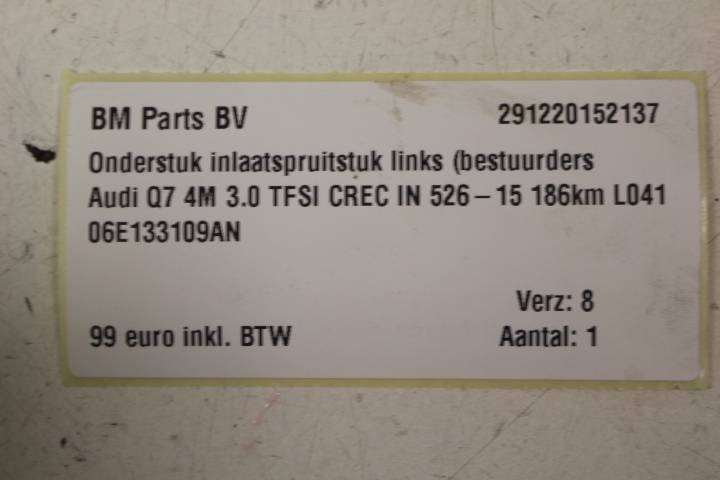 BM Parts BV 291220152137
Onderstuk inlaatspruitstuk links (bestuurders
Audi Q7 4M 3.0 TFSI CREC IN 526-15 186km L041
06E133109AN
Verz: 8
99 euro inkl. BTW Aantal: 1